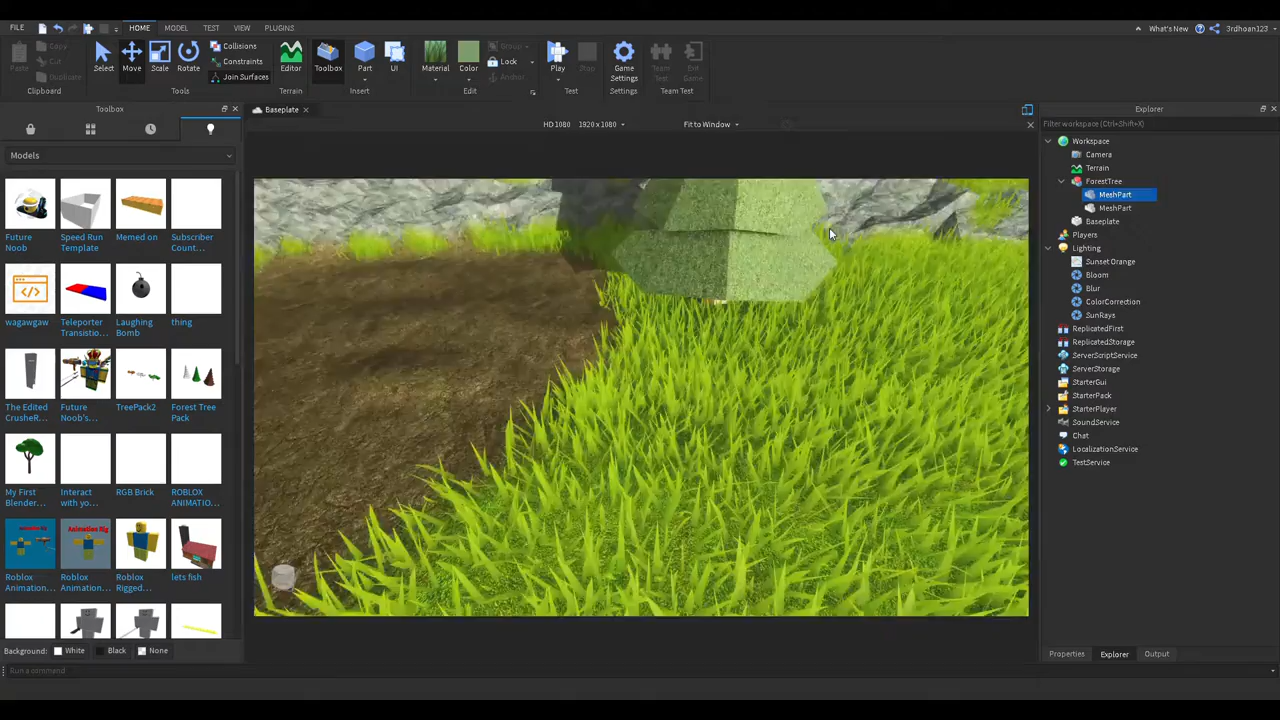 FILE HOME MODEL TEST VIEW PLUGINS What's New 3rdhoan123
Paste Copy Cut Duplicate Select Move Scale Rotate Collisions Constraints Join Surfaces Editor Toolbox Part UI Material Color Group Lock Anchor Play Stop Game Settings Team Test End Game
Clipboard Tools Terrain Insert Edit Test Settings Team Test
Toolbox
Models
Future Noob
Speed Run Template
Memed on
Subscriber Count...
wagawgaw
Teleporter Transistio...
Laughing Bomb
thing
The Edited CrusheR...
Future Noob's...
TreePack2
Forest Tree Pack
My First Blender...
Interact with yo...
RGB Brick
ROBLOX ANIMATIO...
Roblox Animation...
Roblox Animation...
Roblox Rigged...
lets fish
Background: White Black None
Run a command
Baseplate
HD 1080 1920 x 1080 Fit to Window
Explorer
Filter workspace (Ctrl+Shift+X)
Workspace
Camera
Terrain
ForestTree
MeshPart
MeshPart
Baseplate
Players
Lighting
Sunset Orange
Bloom
Blur
ColorCorrection
SunRays
ReplicatedFirst
ReplicatedStorage
ServerScriptService
ServerStorage
StarterGui
StarterPack
StarterPlayer
SoundService
Chat
LocalizationService
TestService
Properties Explorer Output